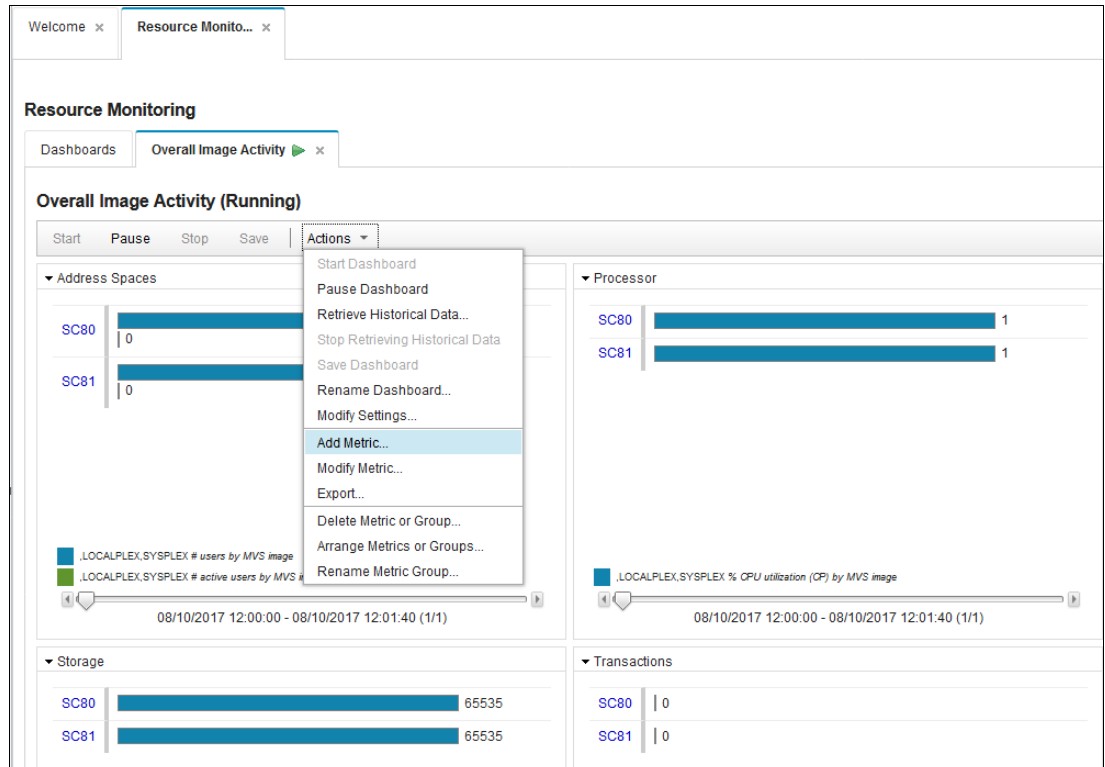 Welcome ×
Resource Monito... ×
Resource Monitoring
Dashboards
Overall Image Activity ×
Overall Image Activity (Running)
Start Pause Stop Save Actions
Start Dashboard
Pause Dashboard
Retrieve Historical Data...
Stop Retrieving Historical Data
Save Dashboard
Rename Dashboard...
Modify Settings...
Add Metric...
Modify Metric...
Export...
Delete Metric or Group...
Arrange Metrics or Groups...
Rename Metric Group...
Address Spaces
SC80
0
SC81
0
,LOCALPLEX,SYSPLEX # users by MVS image
,LOCALPLEX,SYSPLEX # active users by MVS
08/10/2017 12:00:00 - 08/10/2017 12:01:40 (1/1)
Processor
SC80 1
SC81 1
,LOCALPLEX,SYSPLEX % CPU utilization (CP) by MVS image
08/10/2017 12:00:00 - 08/10/2017 12:01:40 (1/1)
Storage
SC80 65535
SC81 65535
Transactions
SC80 0
SC81 0